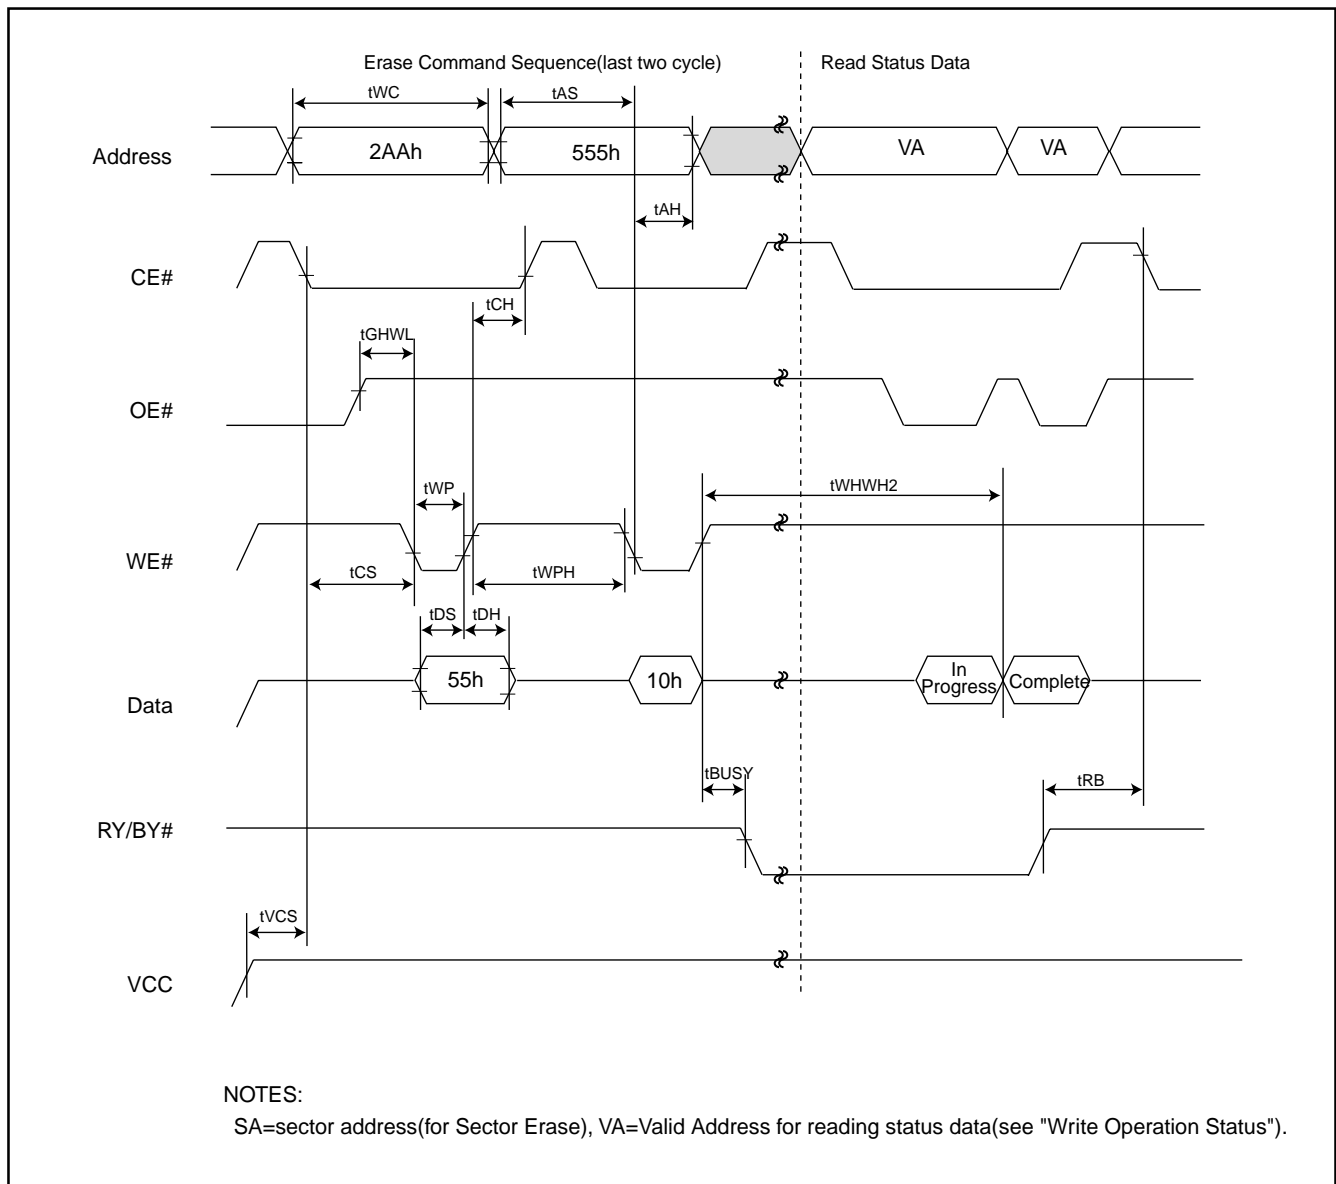 Erase Command Sequence(last two cycle)
Read Status Data
tWC
tAS
Address
2AAh
555h
VA
VA
tAH
CE#
tCH
tGHWL
OE#
tWP
tWHWH2
WE#
tCS
tWPH
tDS
tDH
Data
55h
10h
In
Progress
Complete
tBUSY
tRB
RY/BY#
tVCS
VCC
NOTES:
SA=sector address(for Sector Erase), VA=Valid Address for reading status data(see "Write Operation Status").